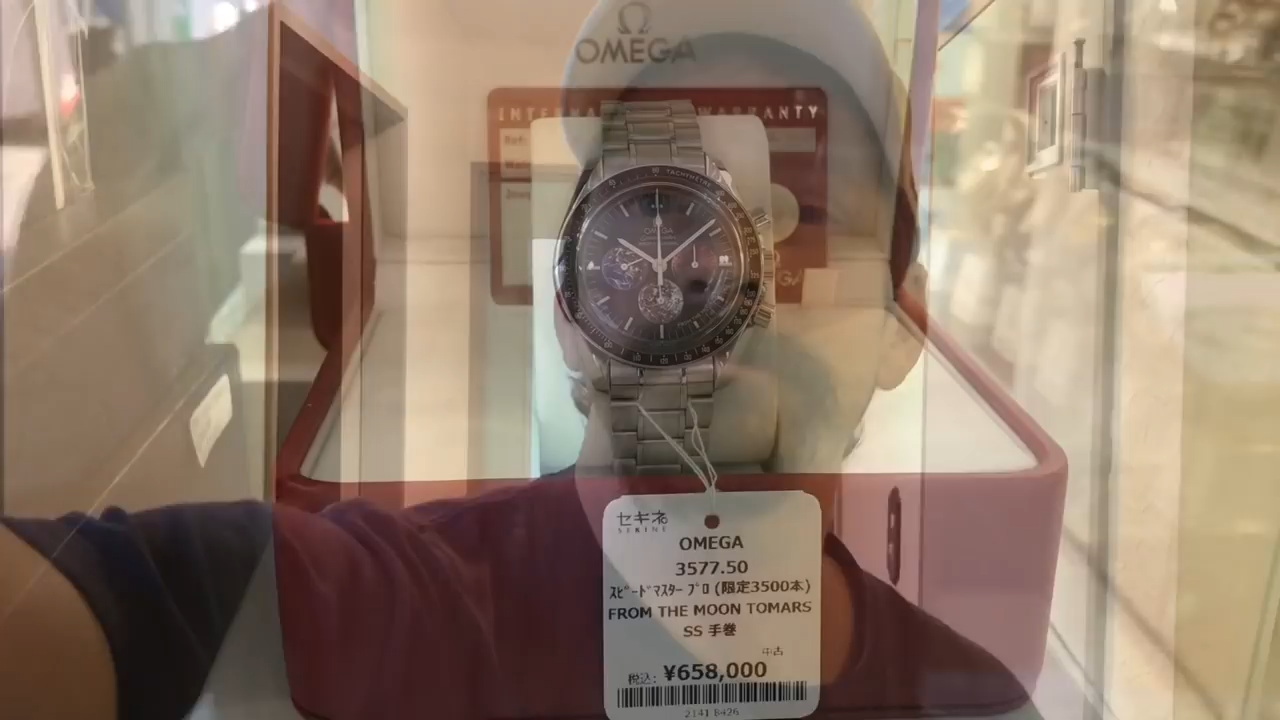 OMEGA
INTERNA WARRANTY
TACHYMETRE
OMEGA
セキネ
SEKINE
OMEGA
3577.50
スピードマスター プロ (限定3500本)
FROM THE MOON TOMARS
SS 手巻
中古
税込: ¥658,000
2141 8426